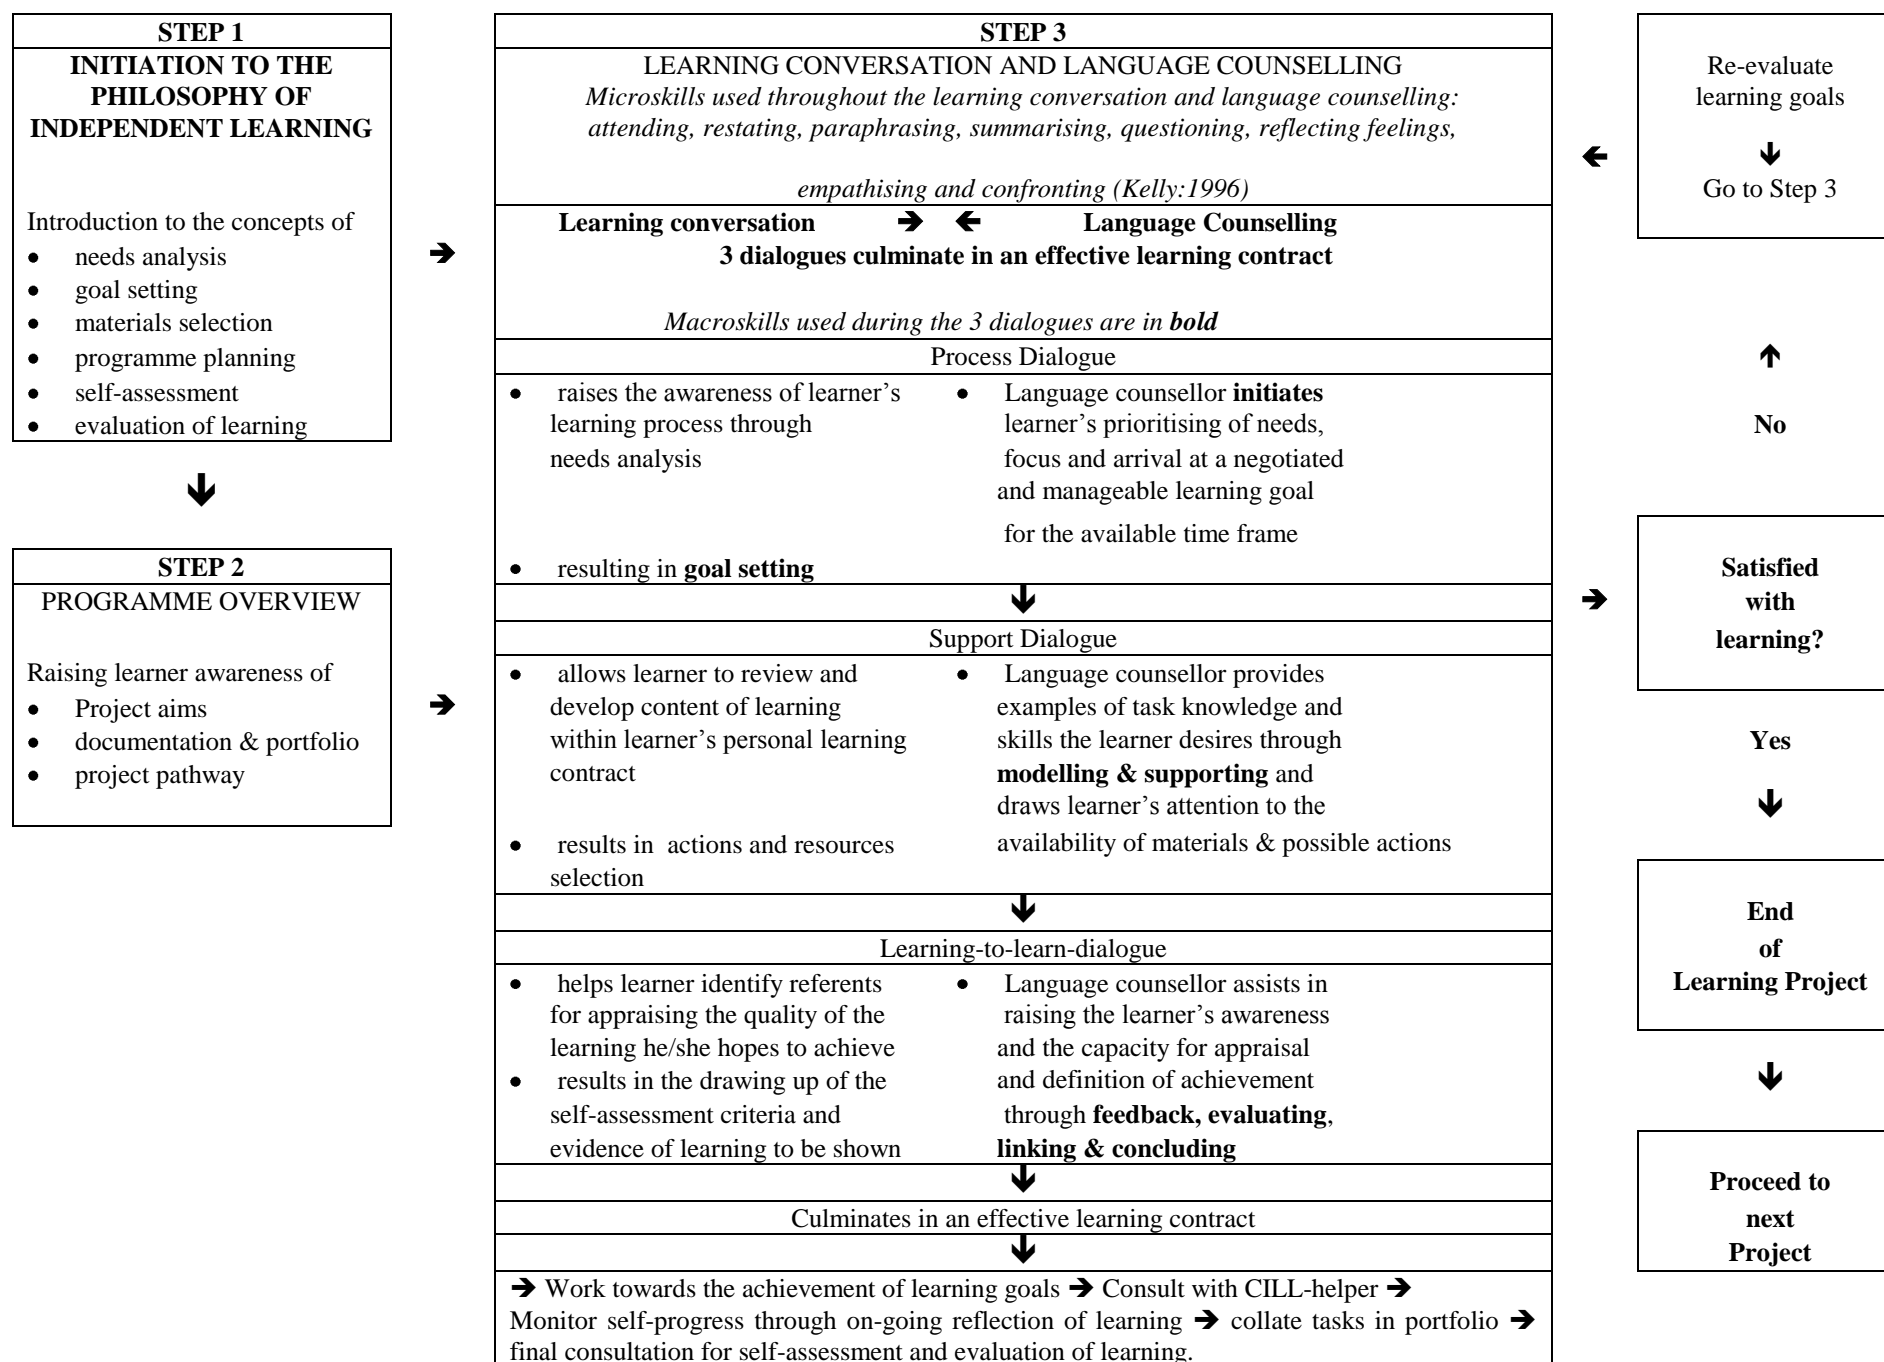 STEP 1
INITIATION TO THE
PHILOSOPHY OF
INDEPENDENT LEARNING
Introduction to the concepts of
• needs analysis
• goal setting
• materials selection
• programme planning
• self-assessment
• evaluation of learning
🡻
STEP 2
PROGRAMME OVERVIEW
Raising learner awareness of
• Project aims
• documentation & portfolio
• project pathway
➔
➔
STEP 3
LEARNING CONVERSATION AND LANGUAGE COUNSELLING
Microskills used throughout the learning conversation and language counselling:
attending, restating, paraphrasing, summarising, questioning, reflecting feelings,
empathising and confronting (Kelly:1996)
Learning conversation ➔ 🡸 Language Counselling
3 dialogues culminate in an effective learning contract
Macroskills used during the 3 dialogues are in bold
Process Dialogue
• raises the awareness of learner’s
learning process through
needs analysis
• resulting in goal setting
• Language counsellor initiates
learner’s prioritising of needs,
focus and arrival at a negotiated
and manageable learning goal
for the available time frame
🡻
Support Dialogue
• allows learner to review and
develop content of learning
within learner’s personal learning
contract
• results in actions and resources
selection
• Language counsellor provides
examples of task knowledge and
skills the learner desires through
modelling & supporting and
draws learner’s attention to the
availability of materials & possible actions
🡻
Learning-to-learn-dialogue
• helps learner identify referents
for appraising the quality of the
learning he/she hopes to achieve
• results in the drawing up of the
self-assessment criteria and
evidence of learning to be shown
• Language counsellor assists in
raising the learner’s awareness
and the capacity for appraisal
and definition of achievement
through feedback, evaluating,
linking & concluding
🡻
Culminates in an effective learning contract
🡻
➔ Work towards the achievement of learning goals ➔ Consult with CILL-helper ➔
Monitor self-progress through on-going reflection of learning ➔ collate tasks in portfolio ➔
final consultation for self-assessment and evaluation of learning.
🡸
➔
Re-evaluate
learning goals
🡻
Go to Step 3
🡹
No
Satisfied
with
learning?
Yes
🡻
End
of
Learning Project
🡻
Proceed to
next
Project